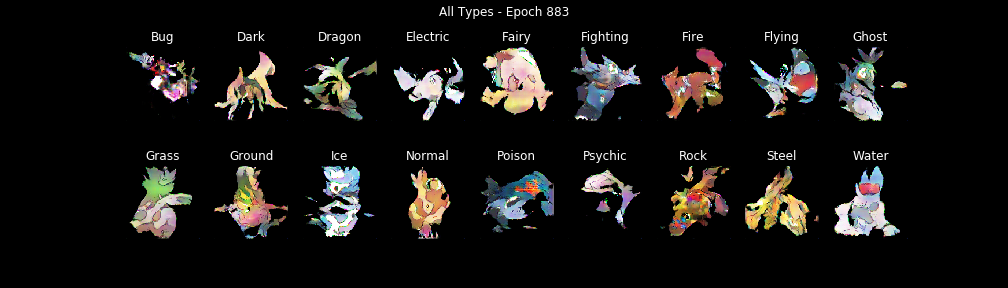 All Types - Epoch 883
Bug Dark Dragon Electric Fairy Fighting Fire Flying Ghost
Grass Ground Ice Normal Poison Psychic Rock Steel Water